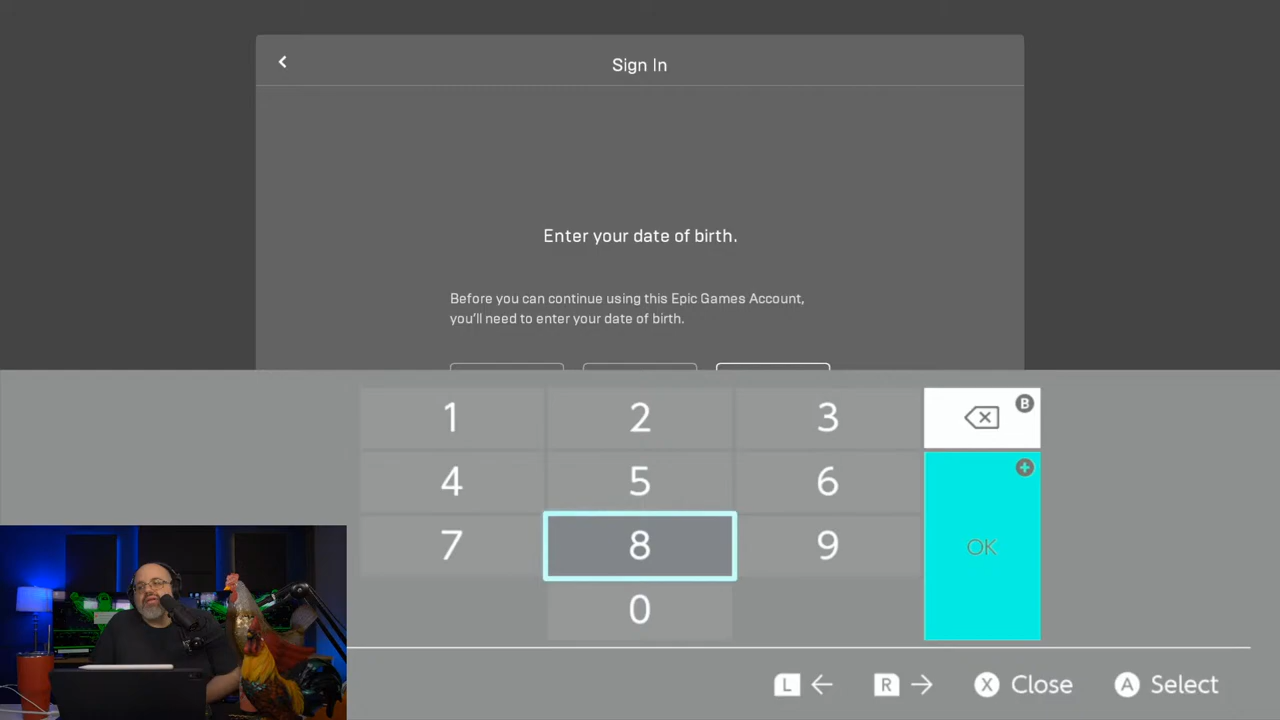 Sign In
Enter your date of birth.
Before you can continue using this Epic Games Account,
you'll need to enter your date of birth.
1 2 3 B
4 5 6 +
7 8 9 OK
0
L ← R → X Close A Select